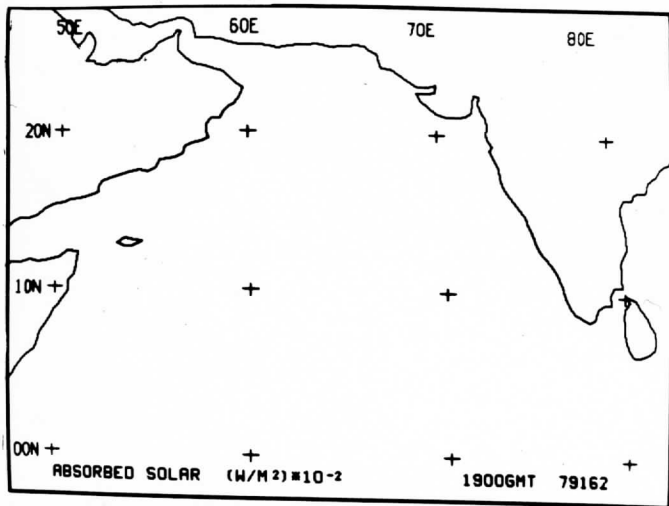 50E 60E 70E 80E
20N
10N
00N
ABSORBED SOLAR (W/M2)*10-2 1900GMT 79162